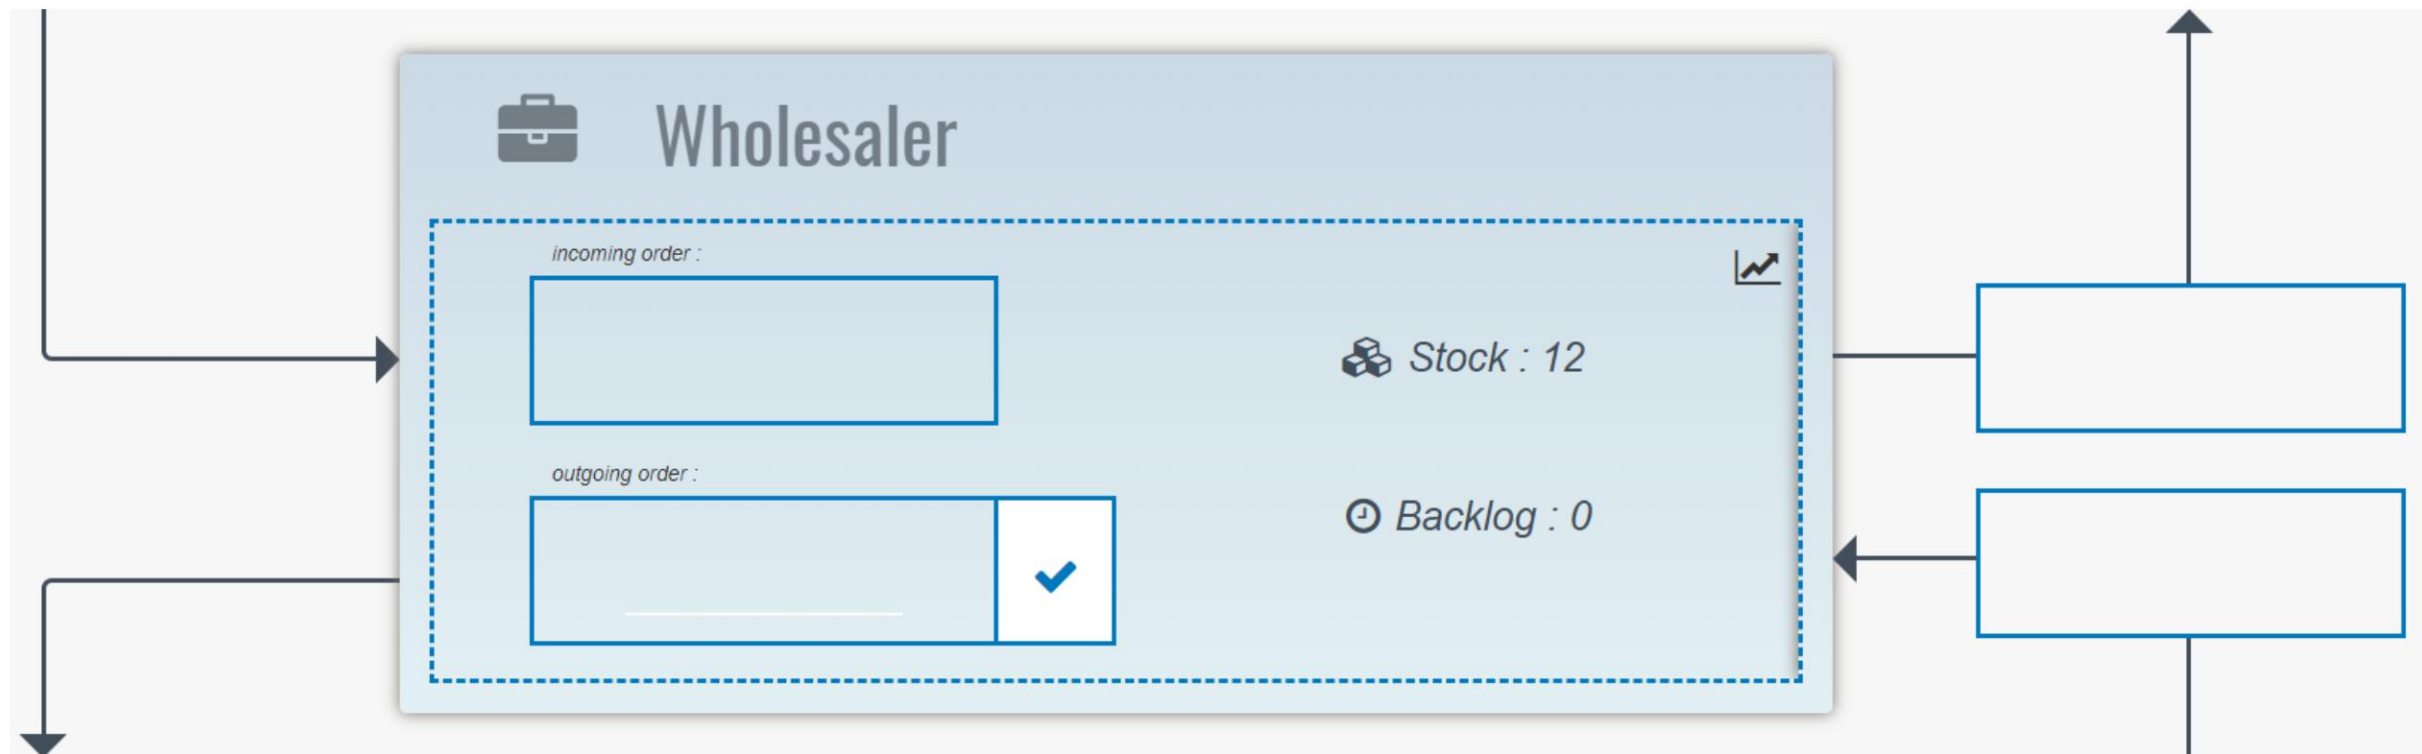 Wholesaler
incoming order :
Stock : 12
outgoing order :
Backlog : 0